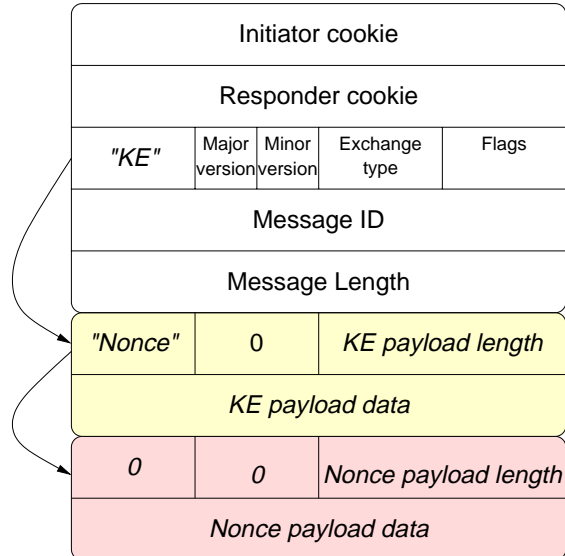 Initiator cookie
Responder cookie
"KE" Major version Minor version Exchange type Flags
Message ID
Message Length
"Nonce" 0 KE payload length
KE payload data
0 0 Nonce payload length
Nonce payload data